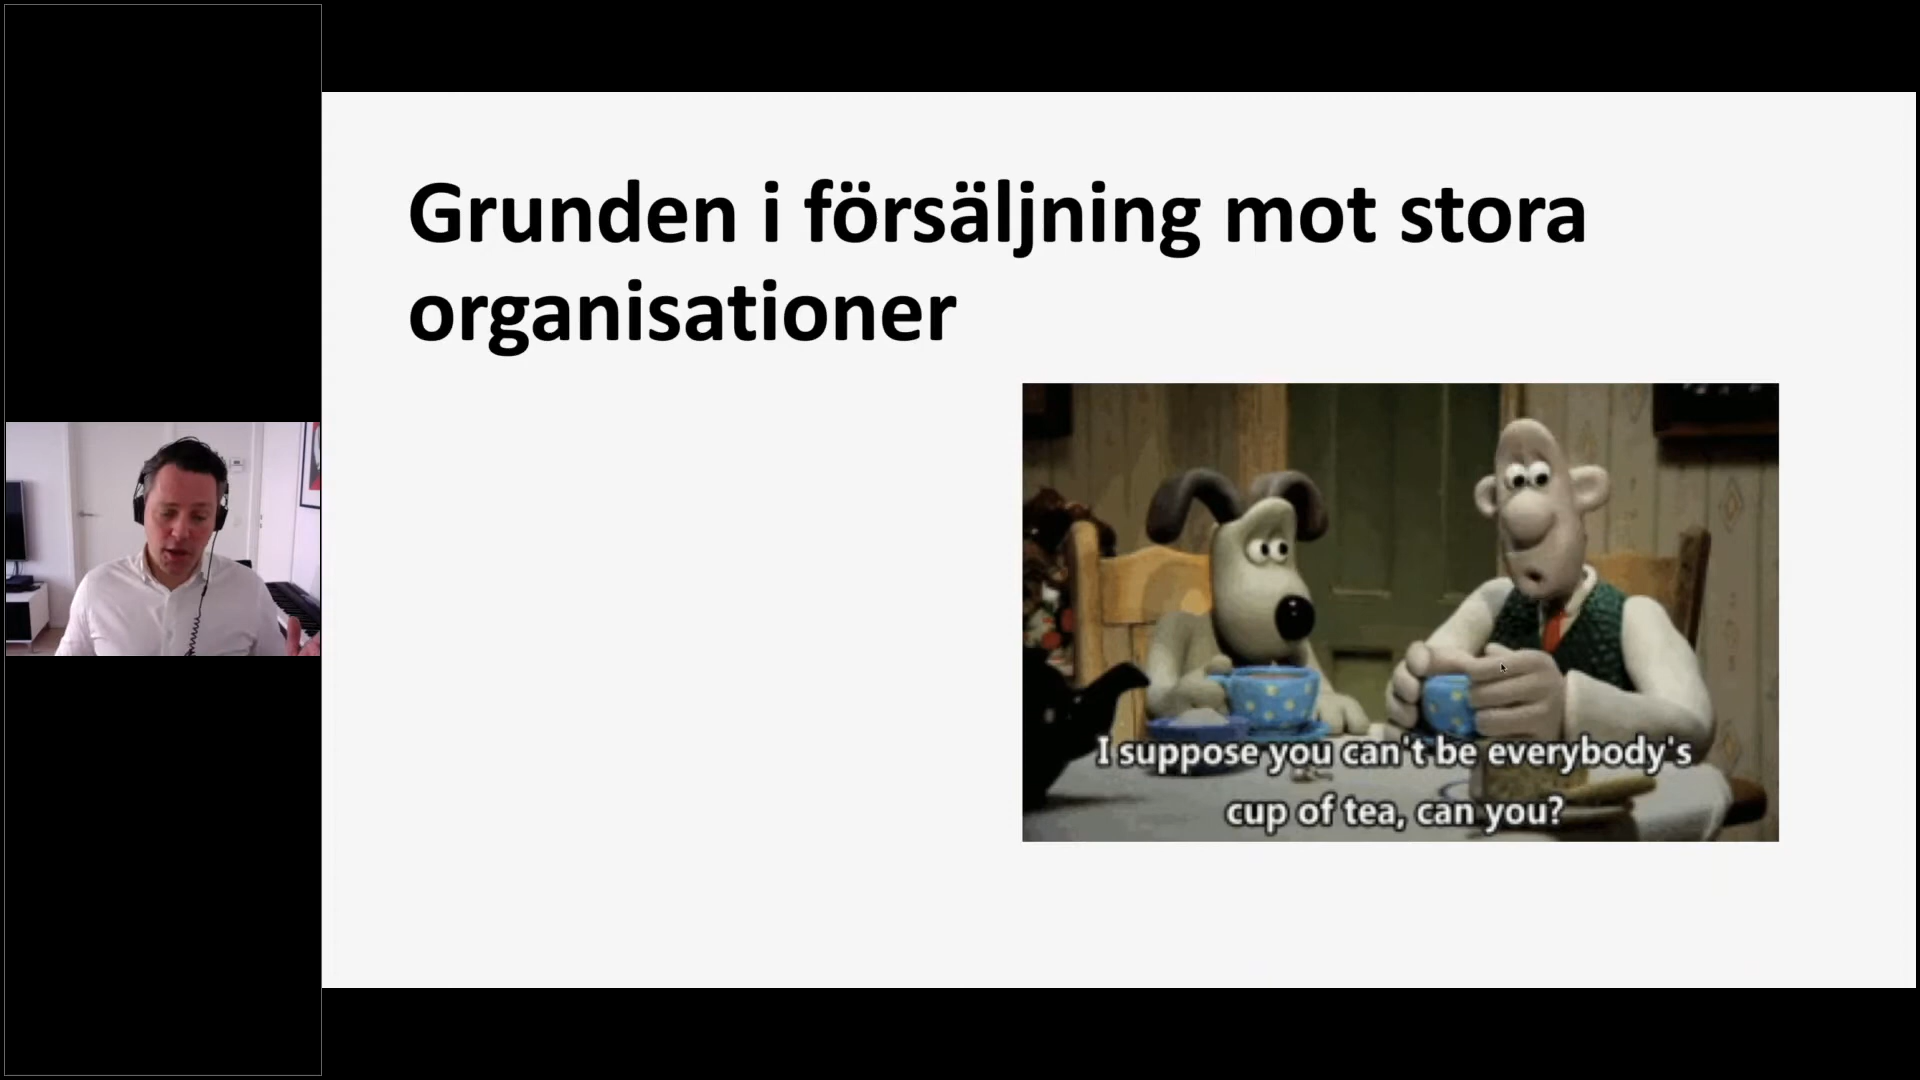 Grunden i försäljning mot stora
organisationer
I suppose you can't be everybody's
cup of tea, can you?